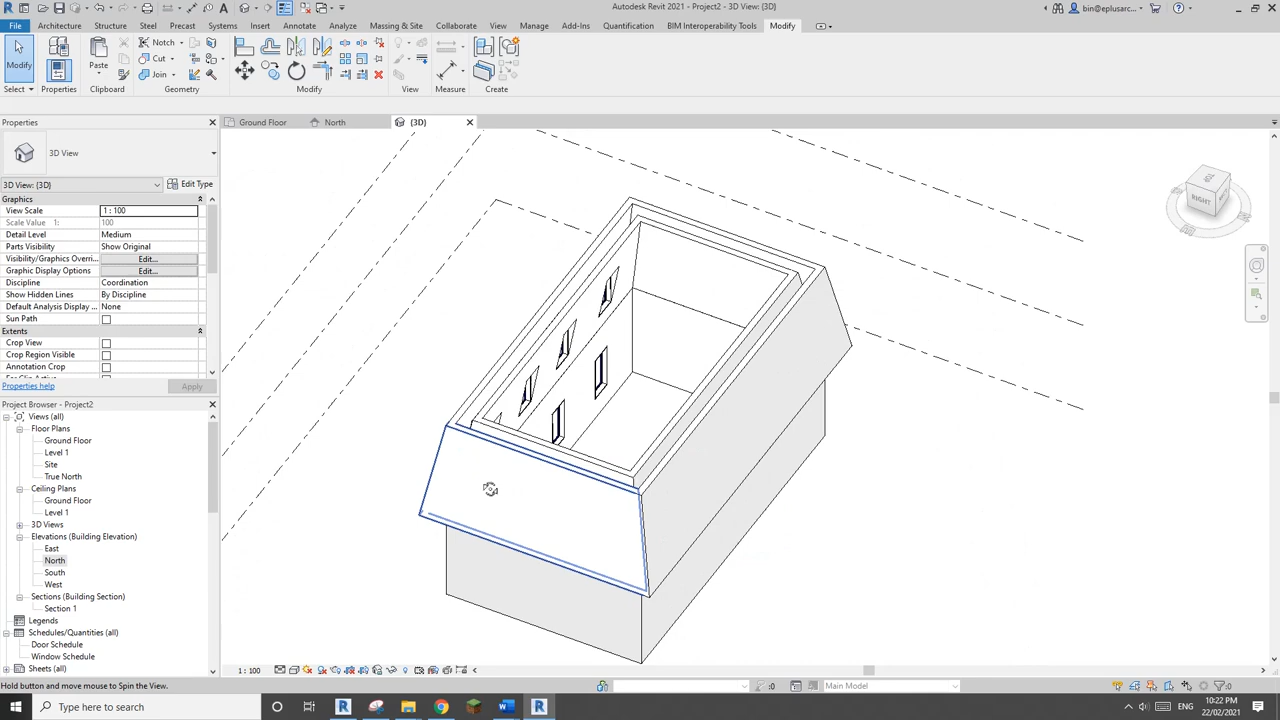 Autodesk Revit 2021 - Project2 - 3D View: {3D}
bin@eplusarc...
File Architecture Structure Steel Precast Systems Insert Annotate Analyze Massing & Site Collaborate View Manage Add-Ins Quantification BIM Interoperability Tools Modify
Modify
Properties
Paste
Notch
Cut
Join
Select Properties Clipboard Geometry Modify View Measure Create
Properties
Ground Floor North {3D}
3D View
3D View: {3D} Edit Type
Graphics
View Scale 1 : 100
Scale Value 1: 100
Detail Level Medium
Parts Visibility Show Original
Visibility/Graphics Overri... Edit...
Graphic Display Options Edit...
Discipline Coordination
Show Hidden Lines By Discipline
Default Analysis Display ... None
Sun Path
Extents
Crop View
Crop Region Visible
Annotation Crop
Properties help Apply
Project Browser - Project2
Views (all)
Floor Plans
Ground Floor
Level 1
Site
True North
Ceiling Plans
Ground Floor
Level 1
3D Views
Elevations (Building Elevation)
East
North
South
West
Sections (Building Section)
Section 1
Legends
Schedules/Quantities (all)
Door Schedule
Window Schedule
Sheets (all)
RIGHT
1 : 100
Hold button and move mouse to Spin the View.
:0
Main Model
:0
Type here to search
ENG
10:22 PM
22/02/2021